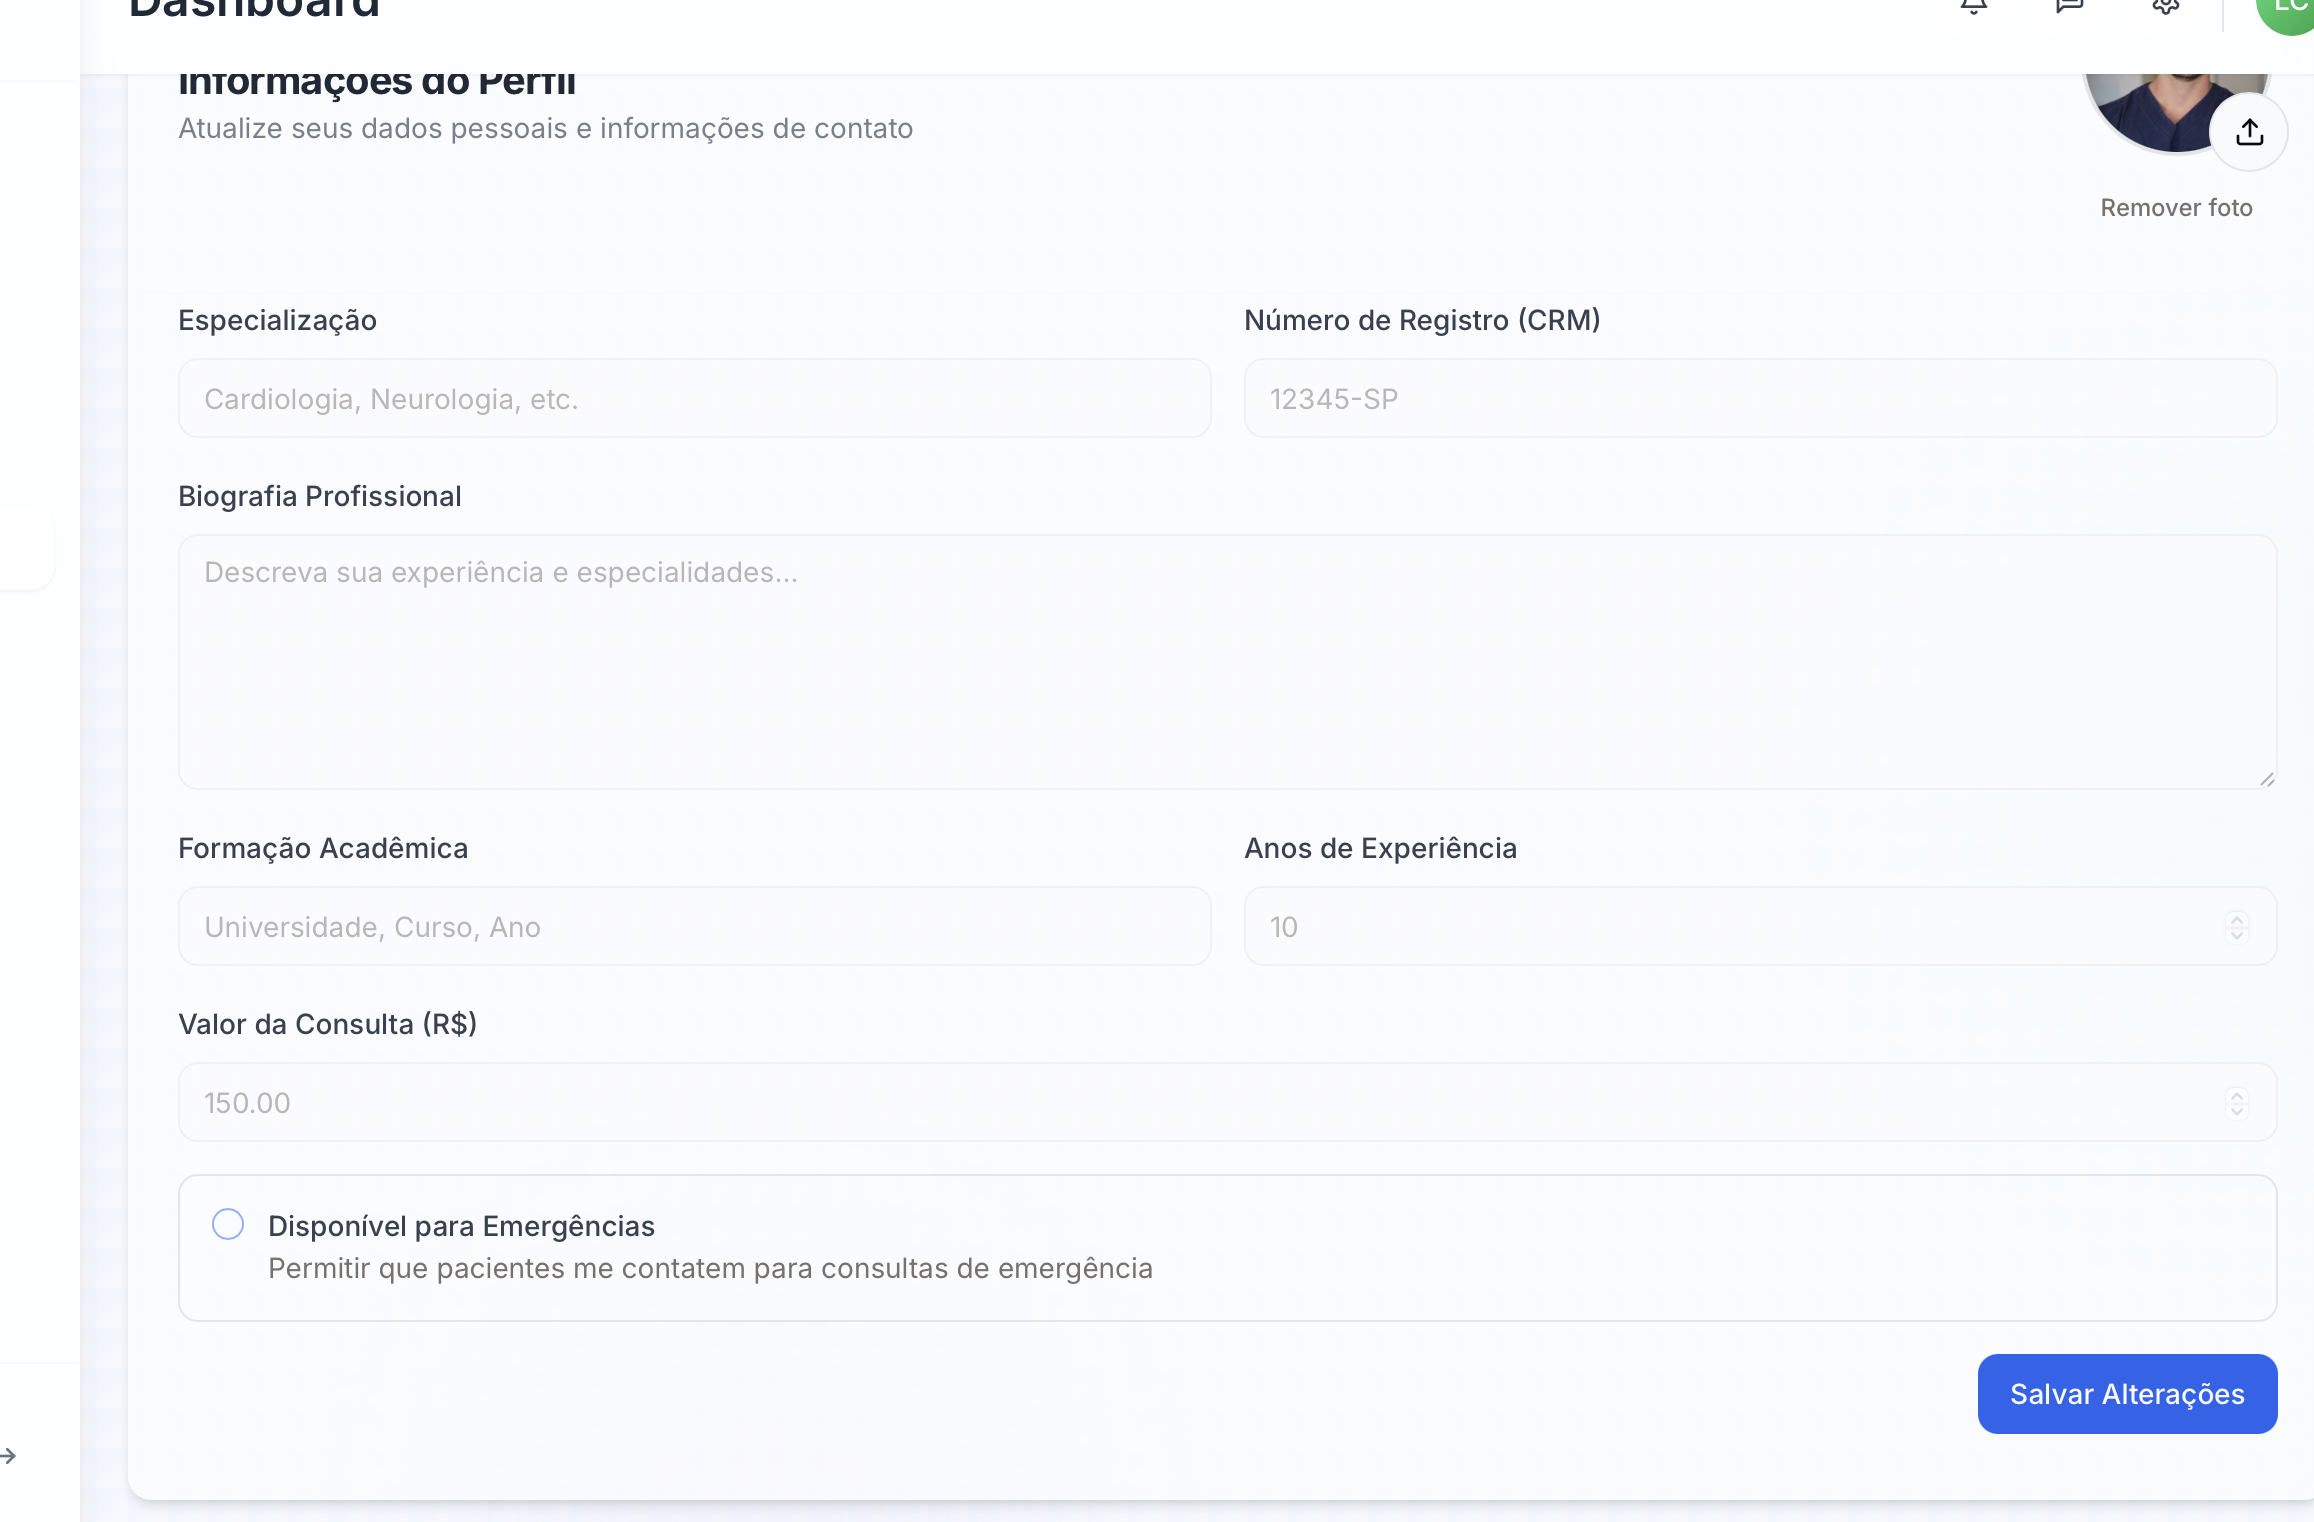 Dashboard
LC
Informações do Perfil
Atualize seus dados pessoais e informações de contato
Remover foto
Especialização
Número de Registro (CRM)
Cardiologia, Neurologia, etc.
12345-SP
Biografia Profissional
Descreva sua experiência e especialidades...
Formação Acadêmica
Anos de Experiência
Universidade, Curso, Ano
10
Valor da Consulta (R$)
150.00
Disponível para Emergências
Permitir que pacientes me contatem para consultas de emergência
Salvar Alterações